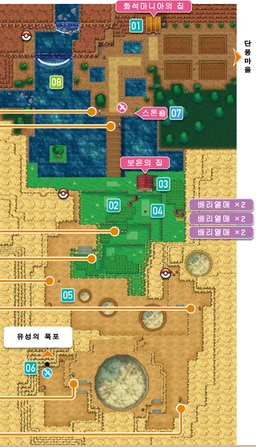 화석마니아의 집
01
단풍마을
08
스톤샵 07
보은의 집
03
02
04
배리열매 ×2
배리열매 ×2
배리열매 ×2
05
유성의 폭포
06